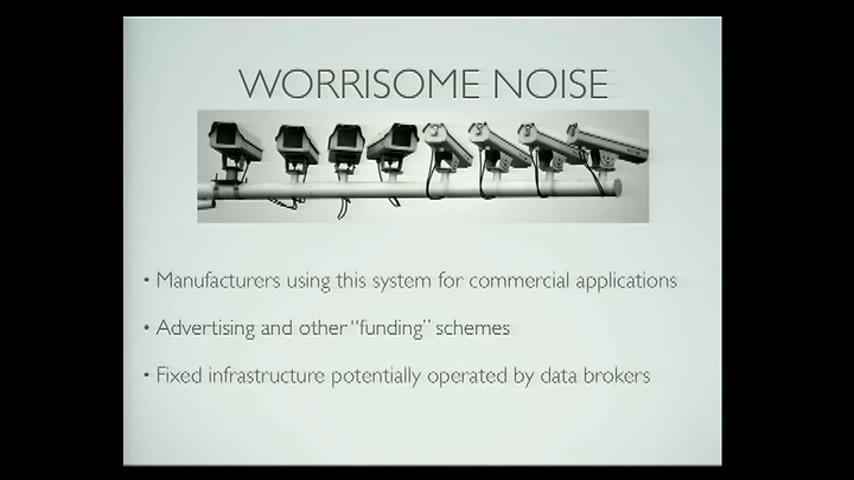 WORRISOME NOISE
• Manufacturers using this system for commercial applications
• Advertising and other "funding" schemes
• Fixed infrastructure potentially operated by data brokers